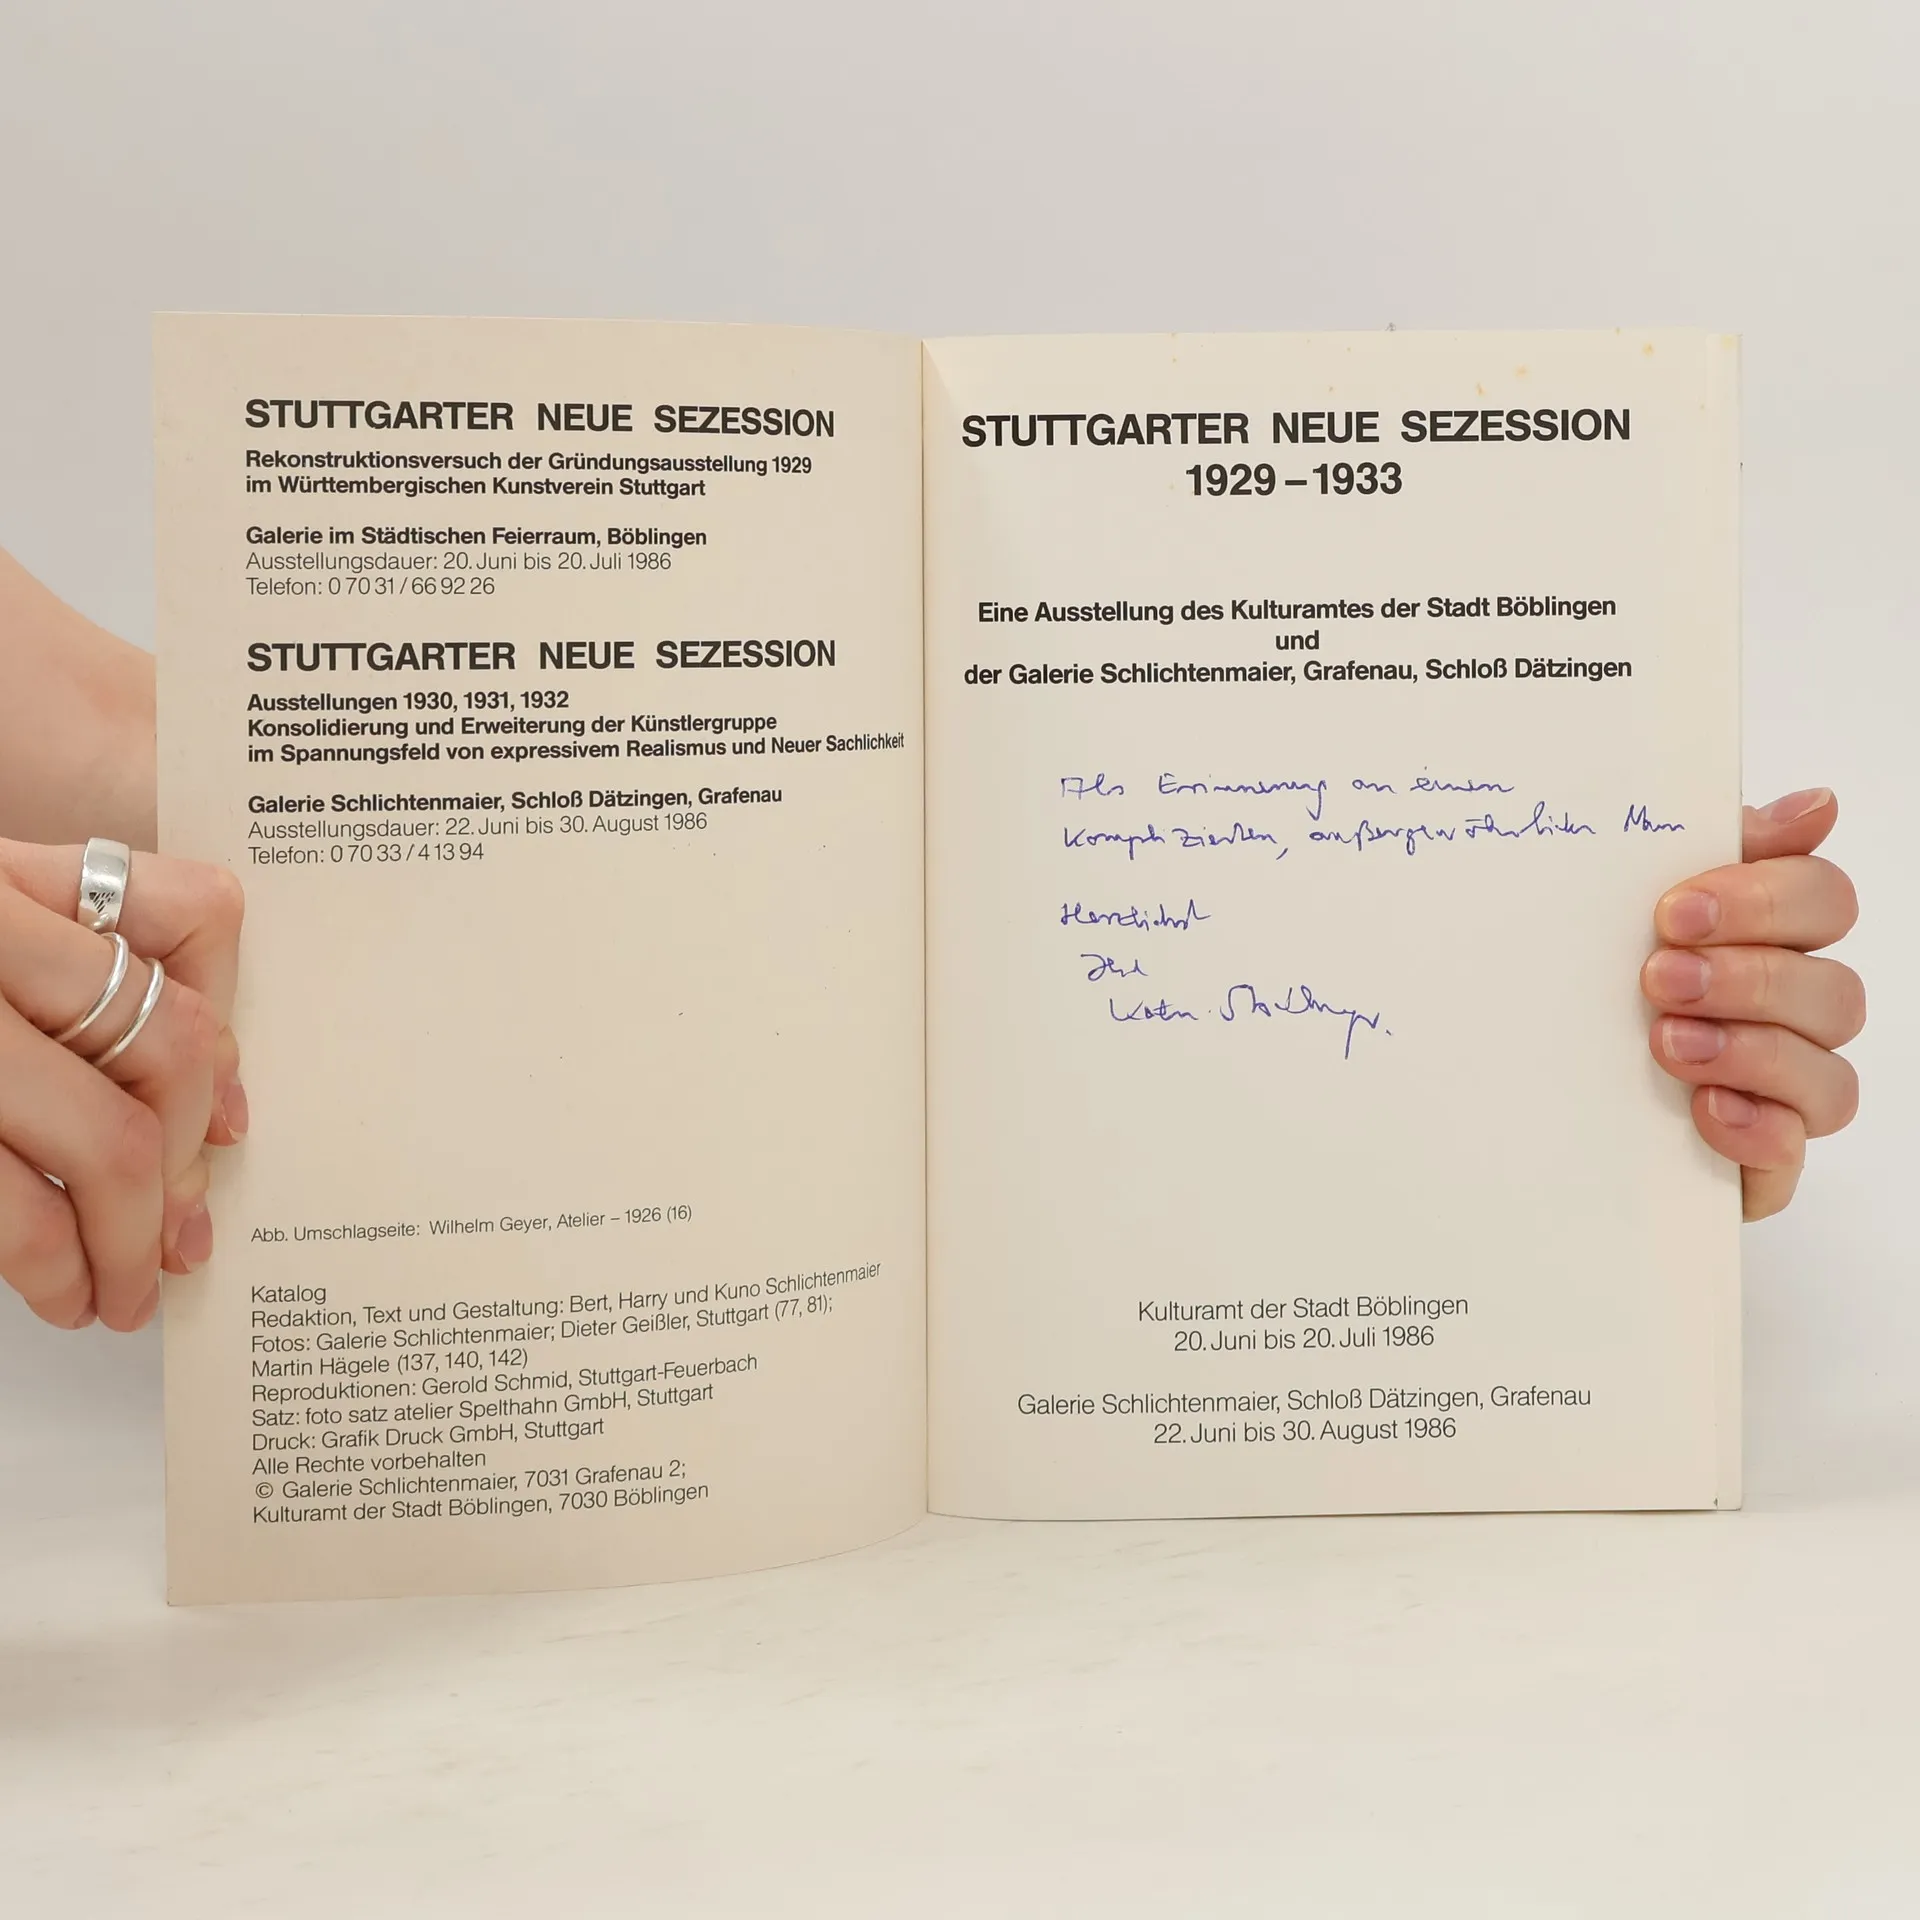 STUTTGARTER NEUE SEZESSION
Rekonstruktionsversuch der Gründungsausstellung 1929
im Württembergischen Kunstverein Stuttgart
Galerie im Städtischen Feierraum, Böblingen
Ausstellungsdauer: 20. Juni bis 20. Juli 1986
Telefon: 0 70 31 / 66 92 26
STUTTGARTER NEUE SEZESSION
Ausstellungen 1930, 1931, 1932
Konsolidierung und Erweiterung der Künstlergruppe
im Spannungsfeld von expressivem Realismus und Neuer Sachlichkeit
Galerie Schlichtenmaier, Schloß Dätzingen, Grafenau
Ausstellungsdauer: 22. Juni bis 30. August 1986
Telefon: 0 70 33 / 4 13 94
Abb. Umschlagseite: Wilhelm Geyer, Atelier – 1926 (16)
Katalog
Redaktion, Text und Gestaltung: Bert, Harry und Kuno Schlichtenmaier
Fotos: Galerie Schlichtenmaier; Dieter Geißler, Stuttgart (77, 81);
Martin Hägele (137, 140, 142)
Reproduktionen: Gerold Schmid, Stuttgart-Feuerbach
Satz: foto satz atelier Spelthahn GmbH, Stuttgart
Druck: Grafik Druck GmbH, Stuttgart
Alle Rechte vorbehalten
© Galerie Schlichtenmaier, 7031 Grafenau 2;
Kulturamt der Stadt Böblingen, 7030 Böblingen
STUTTGARTER NEUE SEZESSION
1929 – 1933
Eine Ausstellung des Kulturamtes der Stadt Böblingen
und
der Galerie Schlichtenmaier, Grafenau, Schloß Dätzingen
Als Erinnerung an einen
komplizierten, außergewöhnlichen
Herzlichst
Kulturamt der Stadt Böblingen
20. Juni bis 20. Juli 1986
Galerie Schlichtenmaier, Schloß Dätzingen, Grafenau
22. Juni bis 30. August 1986